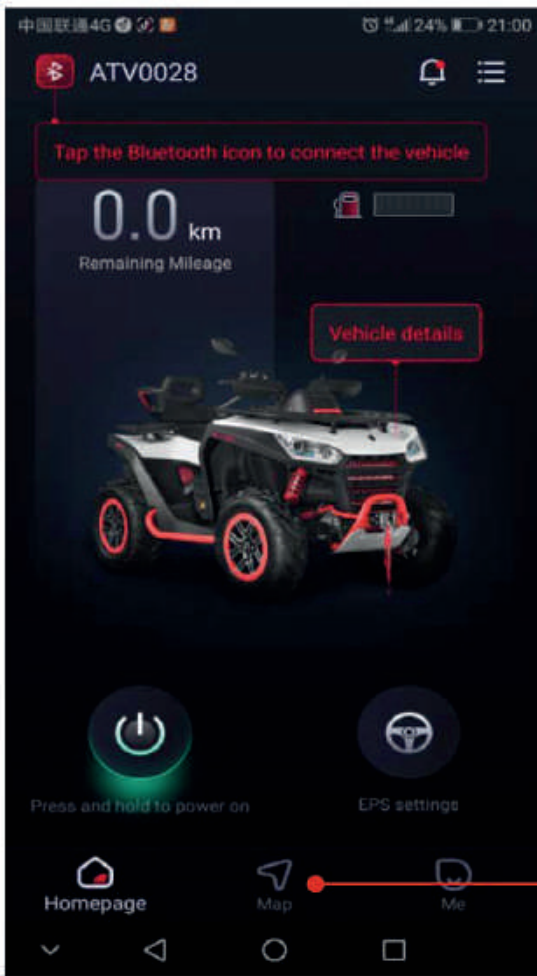 中国联通4G
24% 21:00
ATV0028
Tap the Bluetooth icon to connect the vehicle
0.0 km
Remaining Mileage
Vehicle details
Press and hold to power on
EPS settings
Homepage
Map
Me